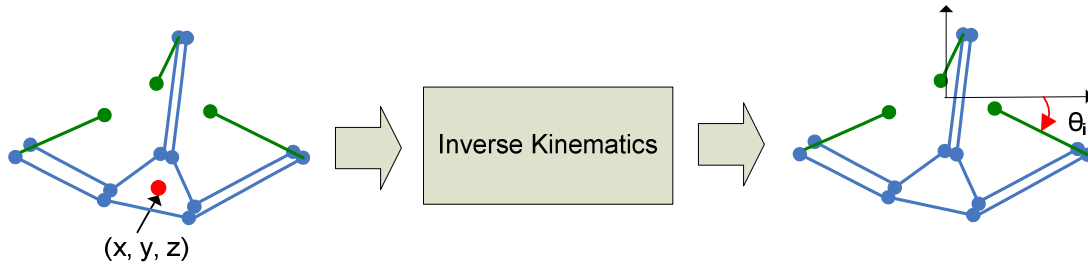 Inverse Kinematics
θi
(x, y, z)